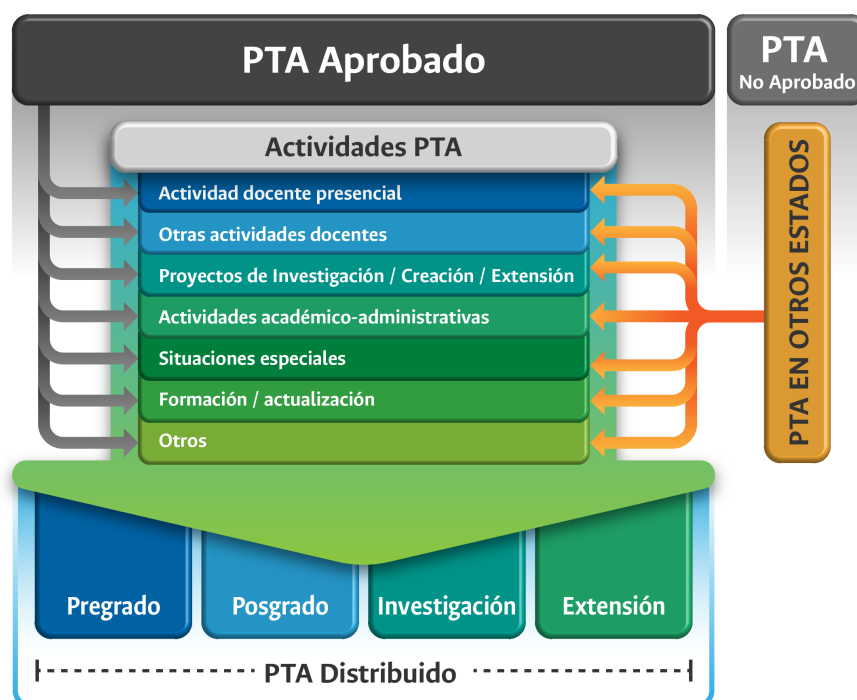 PTA Aprobado
PTA
No Aprobado
Actividades PTA
Actividad docente presencial
Otras actividades docentes
Proyectos de Investigación / Creación / Extensión
Actividades académico-administrativas
Situaciones especiales
Formación / actualización
Otros
PTA EN OTROS ESTADOS
Pregrado
Posgrado
Investigación
Extensión
PTA Distribuido